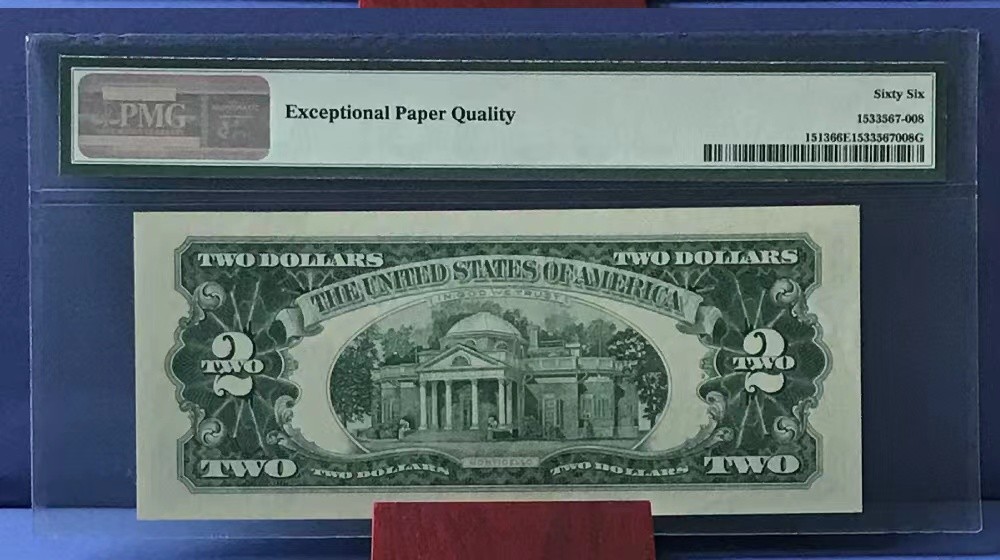 PMG
Exceptional Paper Quality
Sixty Six
1533567-008
151366E1533567008G
TWO DOLLARS
TWO DOLLARS
THE UNITED STATES OF AMERICA
IN GOD WE TRUST
2
TWO
2
TWO
TWO
TWO DOLLARS
MONTICELLO
TWO DOLLARS
TWO